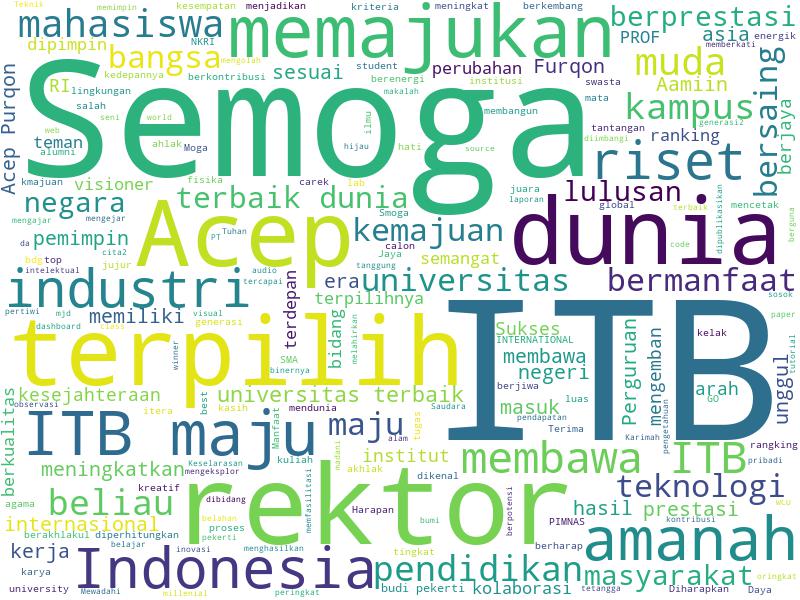 Teknik
memimpin
kesempatan
menjadikan
kriteria
meningkat
berkembang
mahasiswa
memajukan
berprestasi
dipimpin
NKRI
PROF
asia
energik
bangsa
mengolah
memberkati
kedepannya
berkontribusi
sesuai
student
perubahan
Furqon
muda
bersaing
RI
lingkungan
berenergi
institusi
swasta
Aamiin
berjaya
Acep Purqon
Semoga
salah
makalah
membangun
mata
kampus
seni
world
ilmu
tantangan
generasi2
web
teman
alumni
ahlak
Moga
hijau
hati
source
diimbangi
ranking
riset
kmajuan
visioner
fisika
carek
lab
juara
laporan
lulusan
global
terbaik
mencetak
negara
terbaik dunia
dipublikasikan
berguna
mengajar
mengejar
Acep
Smoga
kemajuan
calon
dunia
code
da
pemimpin
cita2
PT
Tuhan
Jaya
jujur
tanggung
semangat
bdg
top
intelektual
audio
tercapai
terdepan
era
universitas
bermanfaat
industri
pertiwi
mjd
memiliki
visual
terpilihnya
sosok
dashboard
class
generasi
bidang
melahirkan
Sukses
INTERNATIONAL
ITB
kelak
paper
tutorial
terpilih
winner
SMA
binernya
membawa
negeri
Perguruan
mengemban
unggul
berjiwa
arah
GO
kesejahteraan
universitas terbaik
masuk
luas
berkualitas
observasi
itera
best
kasih
mendunia
Saudara
pendapatan
Terima
Karimah
pengetahuan
ITB maju
Manfaat
maju
alam
tugas
institut
membawa ITB
rangking
meningkatkan
Keselarasan
mengeksplor
kuliah
madani
akhlak
dikenal
pribadi
agama
kreatif
dibidang
rektor
memfasilitasi
berpotensi
teknologi
wcu
beliau
belahan
Harapan
hasil
prestasi
internasional
proses
pekerti
bumi
PIMNAS
kontribusi
berakhlakul
diperhitungkan
amanah
kerja
belajar
inovasi
menghasilkan
tingkat
berharap
karya
Indonesia
pendidikan
masyarakat
oringkat
university
Mewadahi
millenial
peringkat
budi pekerti
kolaborasi
tetangga
Diharapkan
Daya